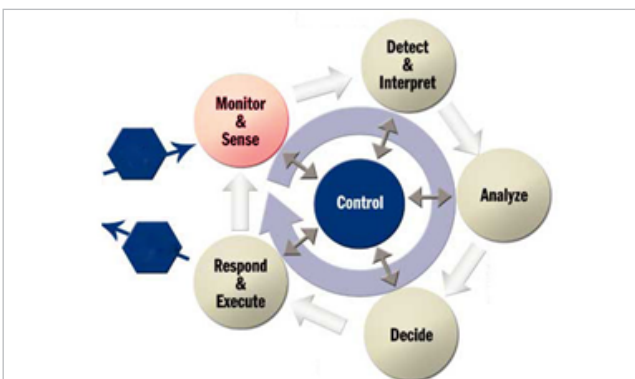 Detect
&
Interpret
Monitor
&
Sense
Control
Analyze
Respond
&
Execute
Decide